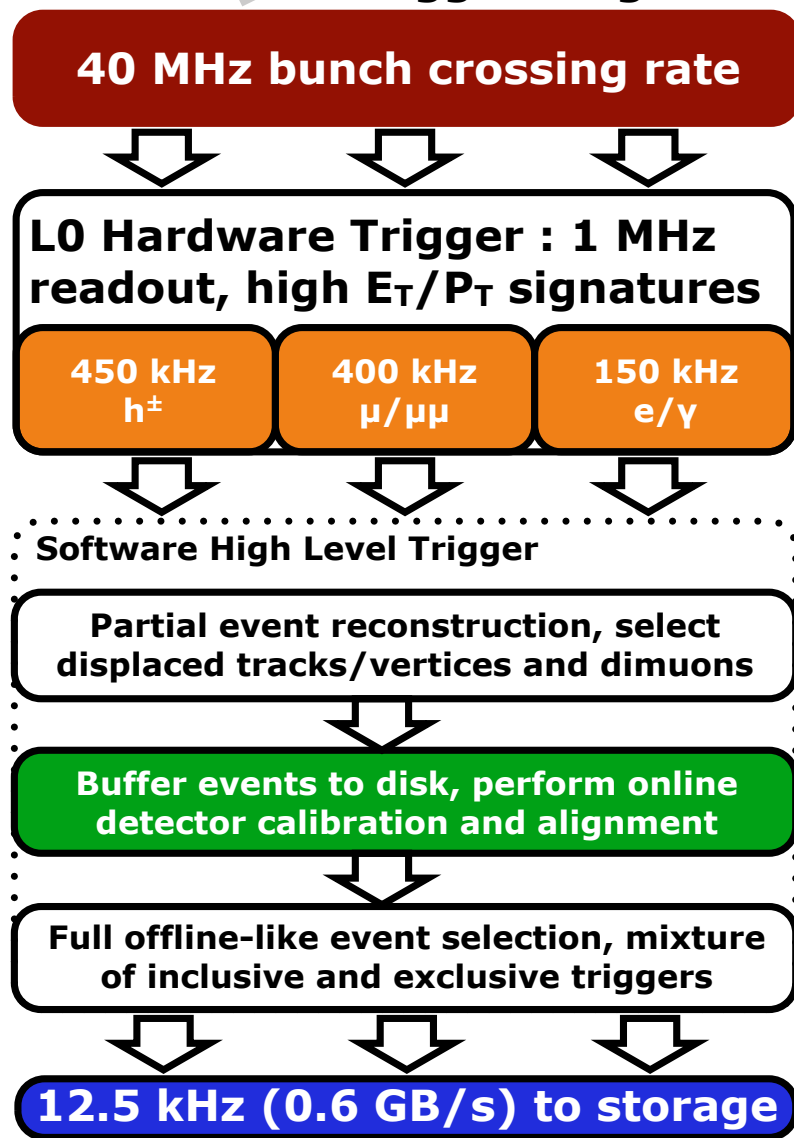 40 MHz bunch crossing rate
L0 Hardware Trigger : 1 MHz
readout, high E_T/P_T signatures
450 kHz
h±
400 kHz
µ/µµ
150 kHz
e/γ
Software High Level Trigger
Partial event reconstruction, select
displaced tracks/vertices and dimuons
Buffer events to disk, perform online
detector calibration and alignment
Full offline-like event selection, mixture
of inclusive and exclusive triggers
12.5 kHz (0.6 GB/s) to storage